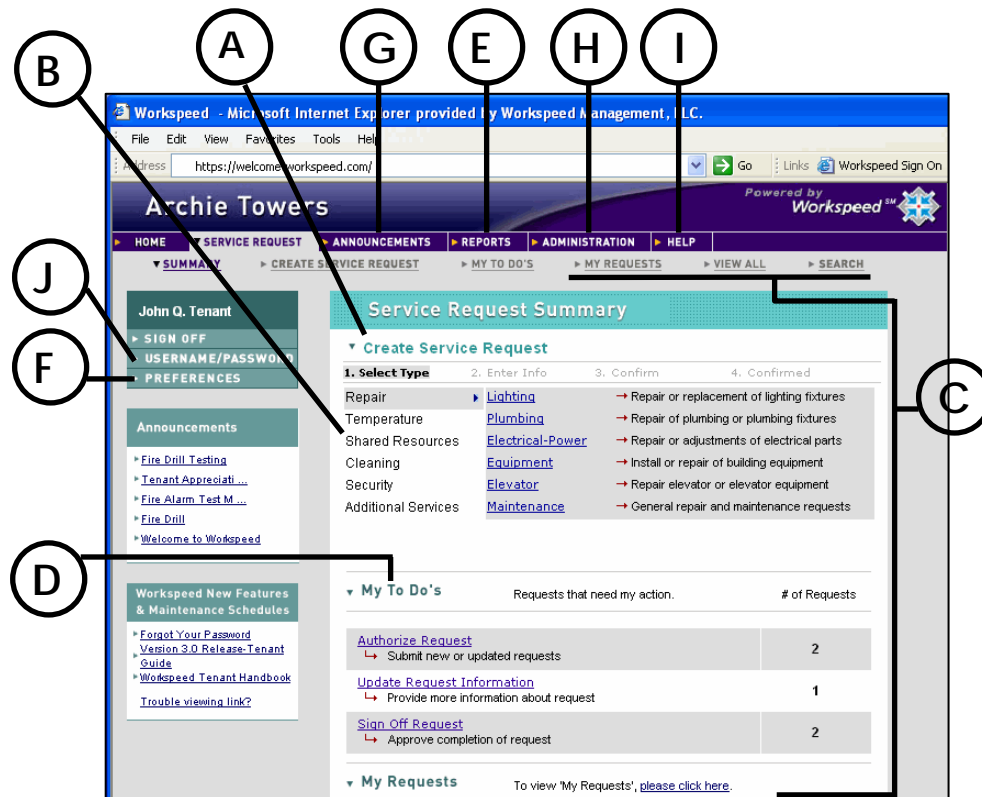 A
G
E
H
I
B
Workspeed - Microsoft Internet Explorer provided by Workspeed Management, LLC.
File Edit View Favorites Tools Help
Address https://welcome.workspeed.com/ Go Links Workspeed Sign On
Archie Towers
Powered by
Workspeed SM
HOME SERVICE REQUEST ANNOUNCEMENTS REPORTS ADMINISTRATION HELP
SUMMARY CREATE SERVICE REQUEST MY TO DO'S MY REQUESTS VIEW ALL SEARCH
J
F
John Q. Tenant
SIGN OFF
USERNAME/PASSWORD
PREFERENCES
Announcements
Fire Drill Testing
Tenant Appreciati ...
Fire Alarm Test M ...
Fire Drill
Welcome to Workspeed
D
Workspeed New Features
& Maintenance Schedules
Forgot Your Password
Version 3.0 Release-Tenant
Guide
Workspeed Tenant Handbook
Trouble viewing link?
Service Request Summary
Create Service Request
1. Select Type 2. Enter Info 3. Confirm 4. Confirmed
Repair Lighting → Repair or replacement of lighting fixtures
Temperature Plumbing → Repair of plumbing or plumbing fixtures
Shared Resources Electrical-Power → Repair or adjustments of electrical parts
Cleaning Equipment → Install or repair of building equipment
Security Elevator → Repair elevator or elevator equipment
Additional Services Maintenance → General repair and maintenance requests
C
My To Do's Requests that need my action. # of Requests
Authorize Request 2
Submit new or updated requests
Update Request Information 1
Provide more information about request
Sign Off Request 2
Approve completion of request
My Requests To view 'My Requests', please click here.